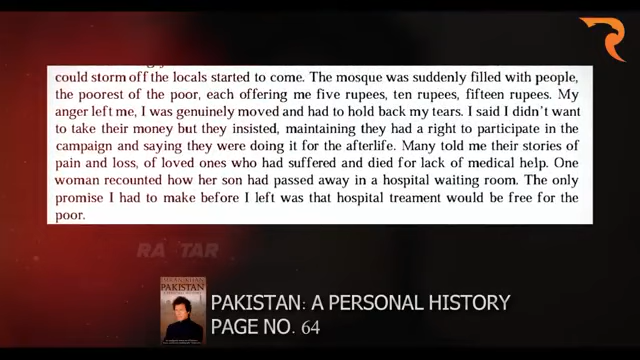 could storm off the locals started to come. The mosque was suddenly filled with people,
the poorest of the poor, each offering me five rupees, ten rupees, fifteen rupees. My
anger left me, I was genuinely moved and had to hold back my tears. I said I didn't want
to take their money but they insisted, maintaining they had a right to participate in the
campaign and saying they were doing it for the afterlife. Many told me their stories of
pain and loss, of loved ones who had suffered and died for lack of medical help. One
woman recounted how her son had passed away in a hospital waiting room. The only
promise I had to make before I left was that hospital treament would be free for the
poor.
RA TAR
PAKISTAN
PAKISTAN: A PERSONAL HISTORY
PAGE NO. 64